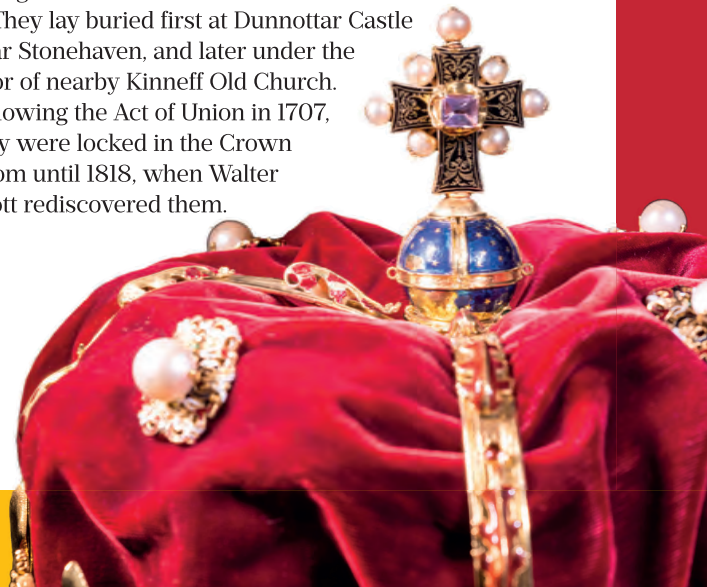 They lay buried first at Dunnottar Castle
ar Stonehaven, and later under the
or of nearby Kinneff Old Church.
lowing the Act of Union in 1707,
y were locked in the Crown
om until 1818, when Walter
ott rediscovered them.